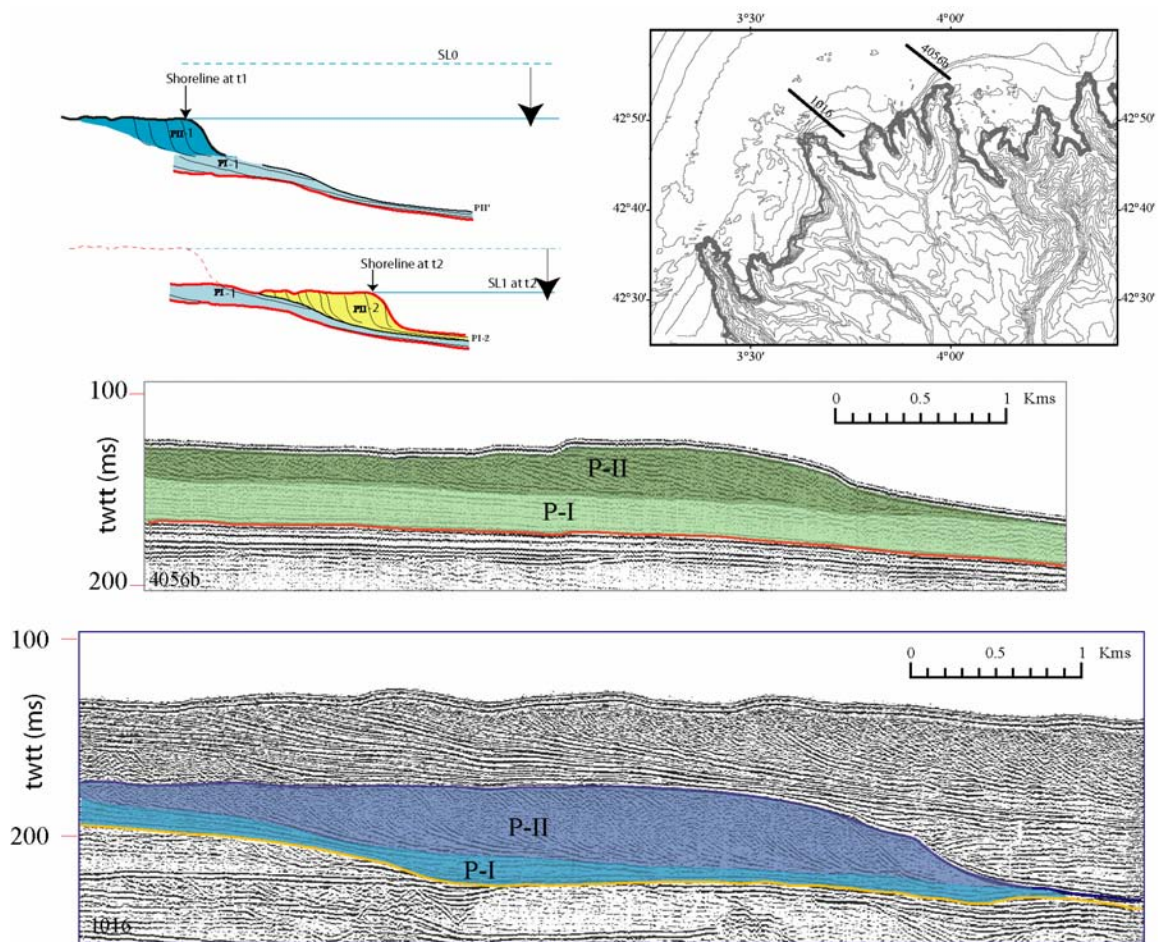 SL0
Shoreline at t1
PII-1
PI-1
PII'
Shoreline at t2
SL1 at t2
PI-1
PII-2
PI-2
3°30' 4°00'
4056b
1016
42°50' 42°50'
42°40' 42°40'
42°30' 42°30'
3°30' 4°00'
100
0 0.5 1 Kms
twtt (ms)
P-II
P-I
200
4056b
100
0 0.5 1 Kms
twtt (ms)
200
P-II
P-I
1016